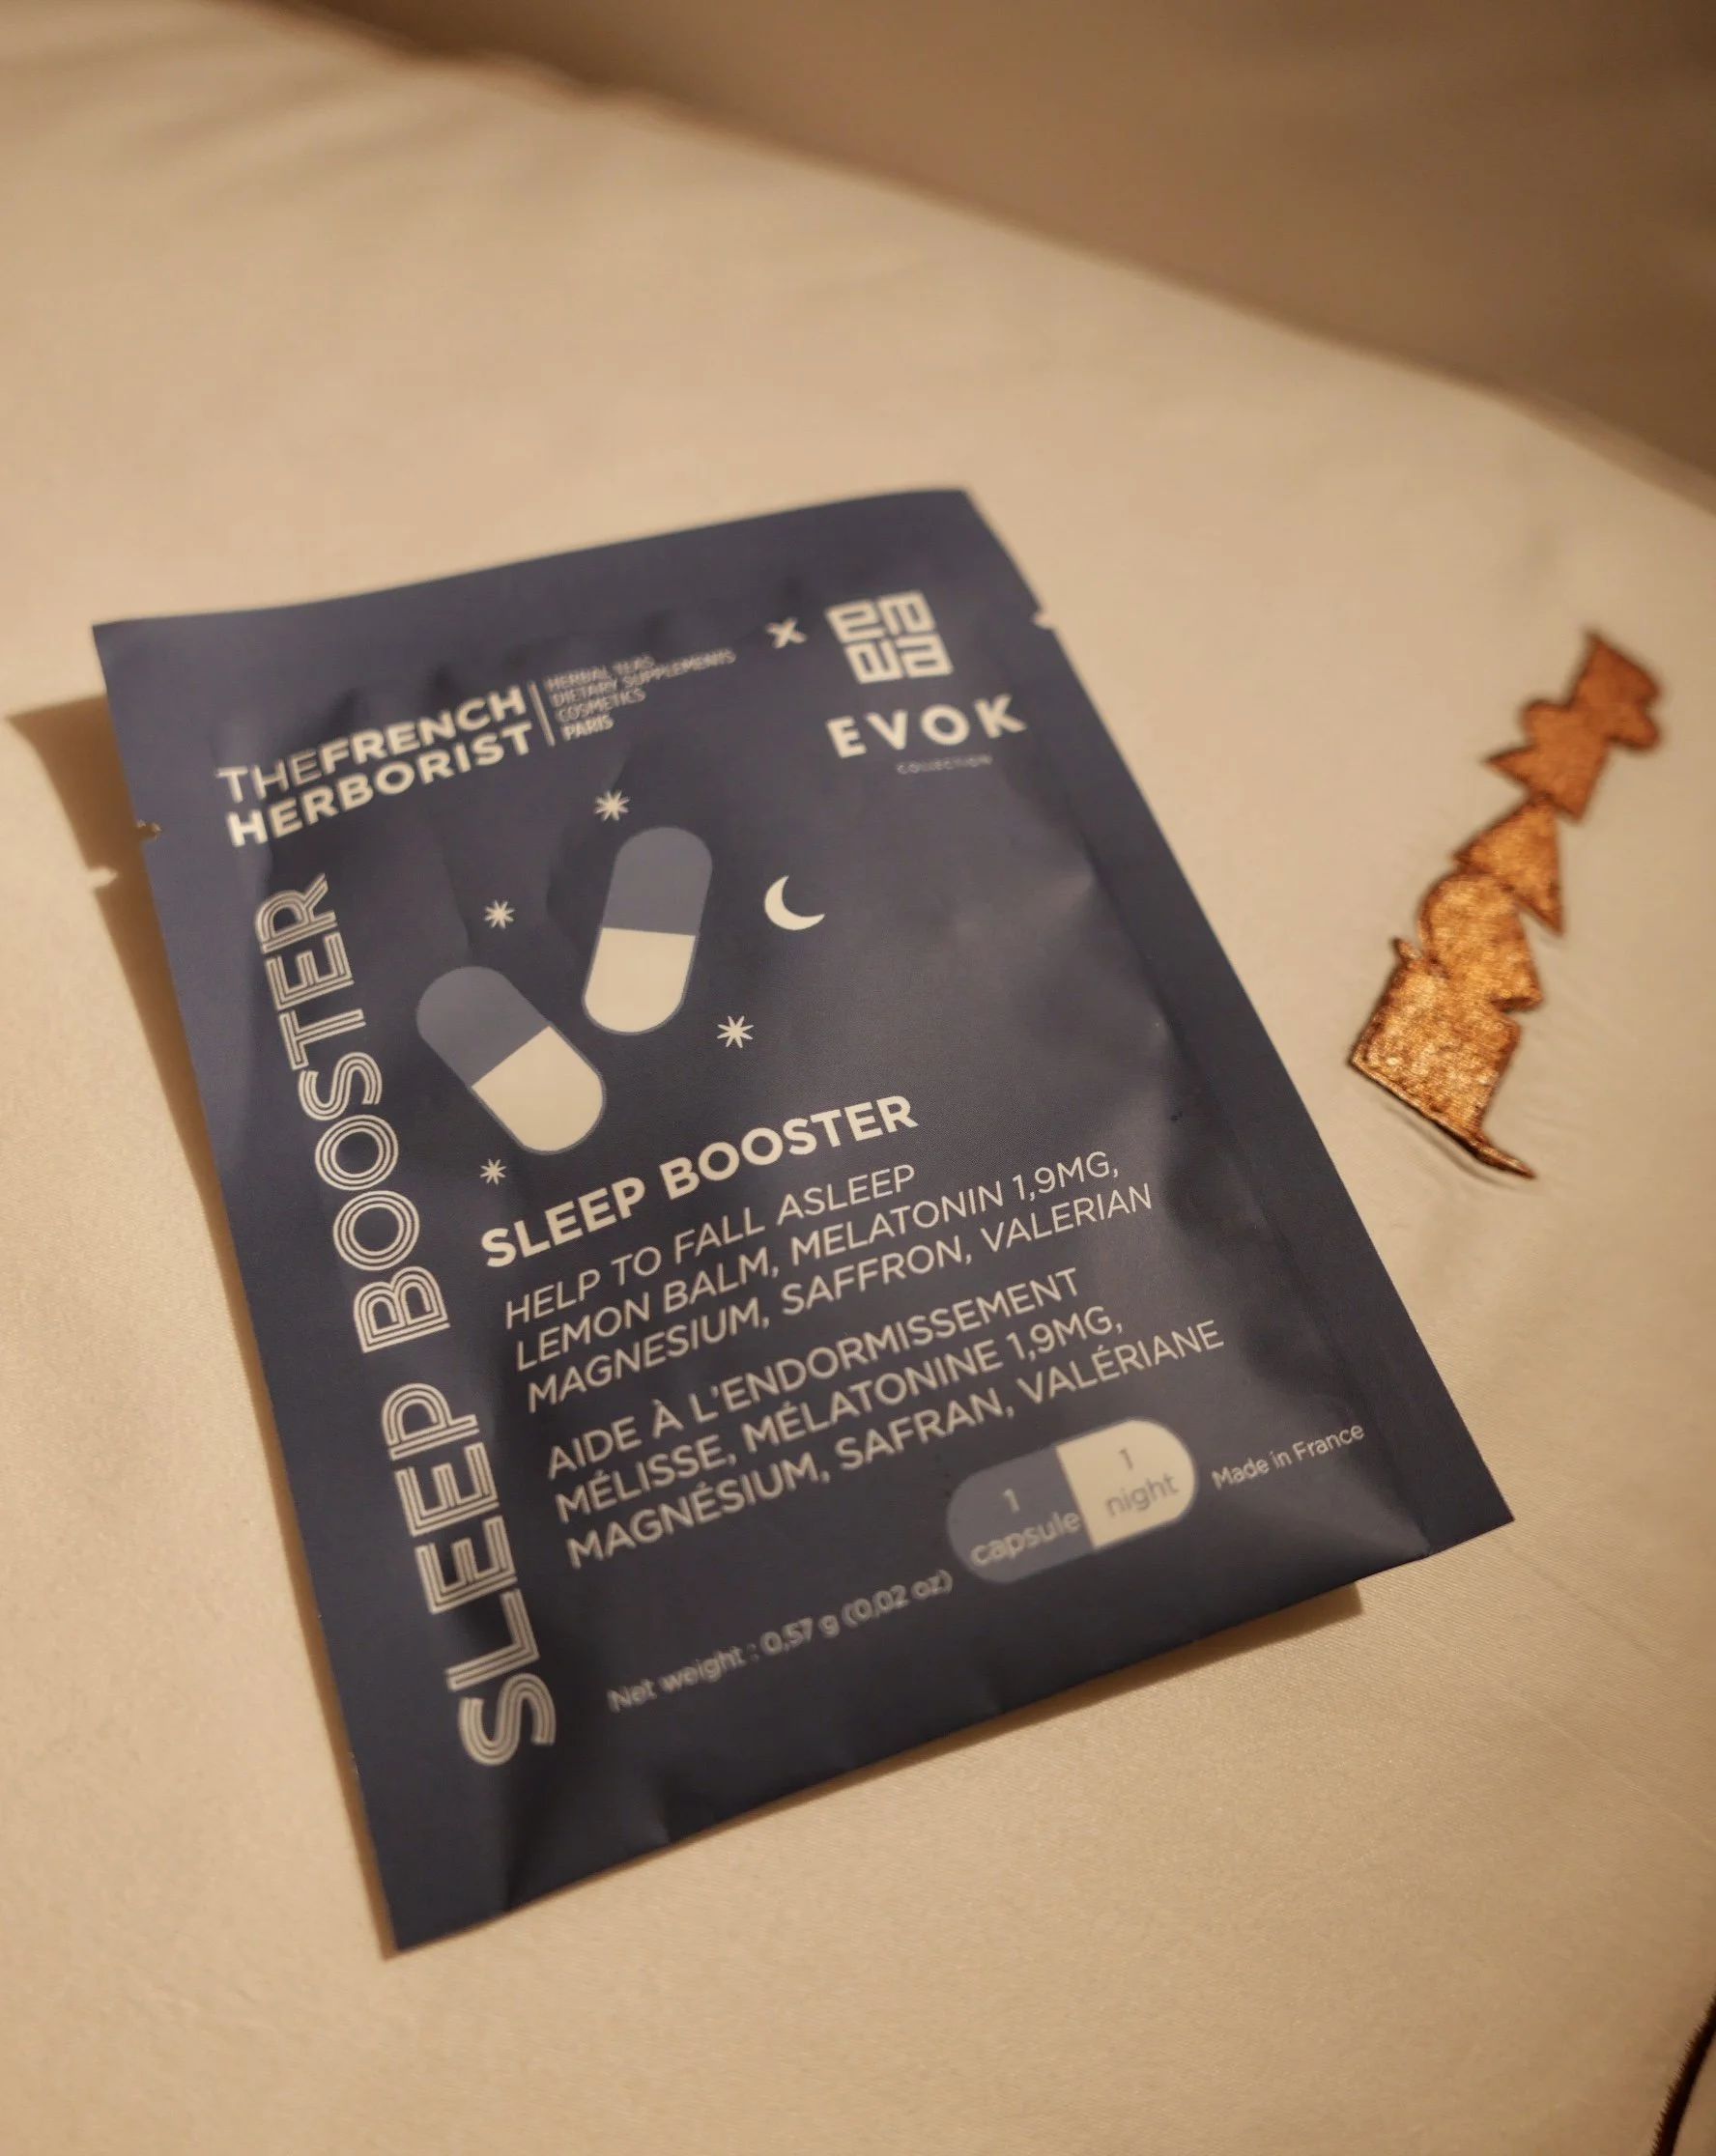 THEFRENCH
HERBORIST
HERBAL TEAS
DIETARY SUPPLEMENTS
COSMETICS
PARIS
x
EVOK
COLLECTION
SLEEP BOOSTER
SLEEP BOOSTER
HELP TO FALL ASLEEP
LEMON BALM, MELATONIN 1,9MG,
MAGNESIUM, SAFFRON, VALERIAN
AIDE À L'ENDORMISSEMENT
MÉLISSE, MÉLATONINE 1,9MG,
MAGNÉSIUM, SAFRAN, VALÉRIANE
1
capsule
1
night
Made in France
Net weight : 0,57 g (0,02 oz)